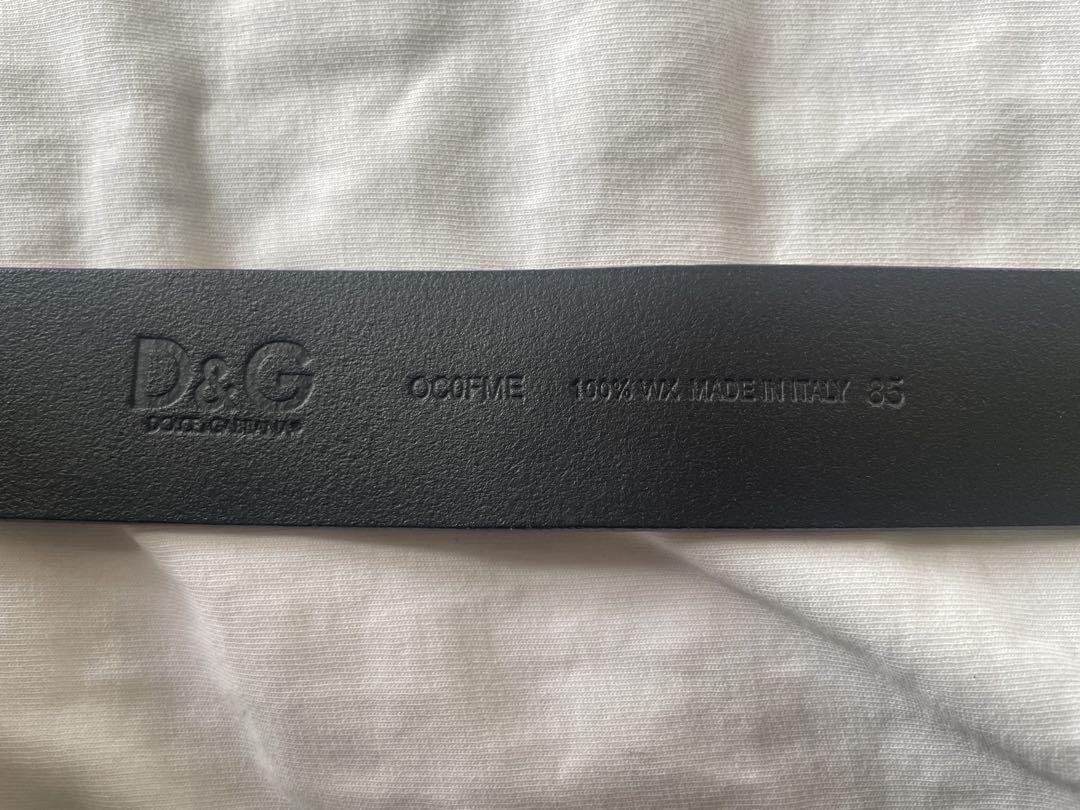 D&G
DOLCE & GABBANA
OC0FME 100% WX MADE IN ITALY 85